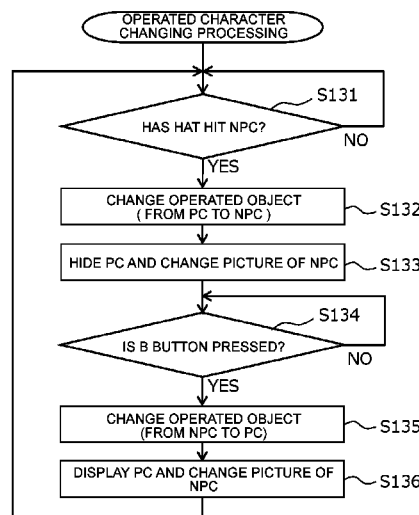 OPERATED CHARACTER
CHANGING PROCESSING
S131
HAS HAT HIT NPC?
NO
YES
CHANGE OPERATED OBJECT
( FROM PC TO NPC )
S132
HIDE PC AND CHANGE PICTURE OF NPC
S133
S134
IS B BUTTON PRESSED?
NO
YES
CHANGE OPERATED OBJECT
(FROM NPC TO PC)
S135
DISPLAY PC AND CHANGE PICTURE OF
NPC
S136